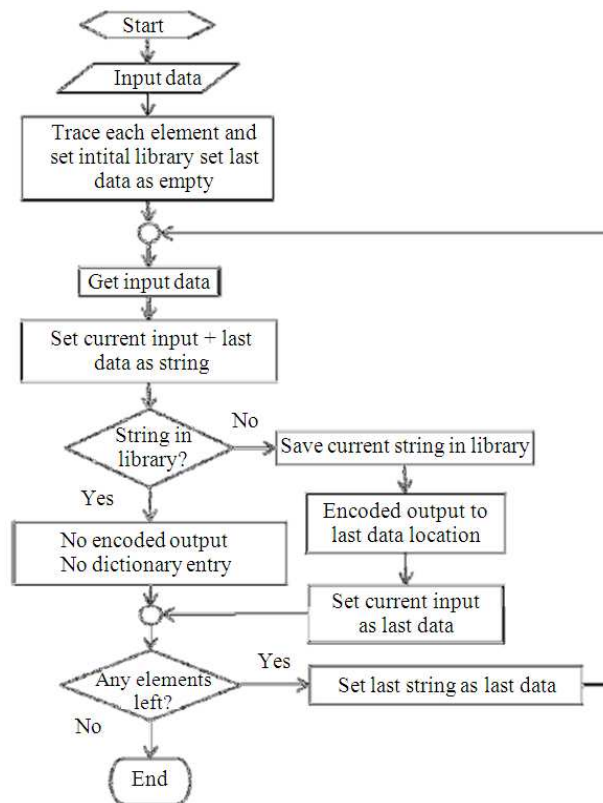 Start
Input data
Trace each element and
set intital library set last
data as empty
Get input data
Set current input + last
data as string
String in
library?
No
Save current string in library
Yes
Encoded output to
last data location
No encoded output
No dictionary entry
Set current input
as last data
Any elements
left?
Yes
Set last string as last data
No
End